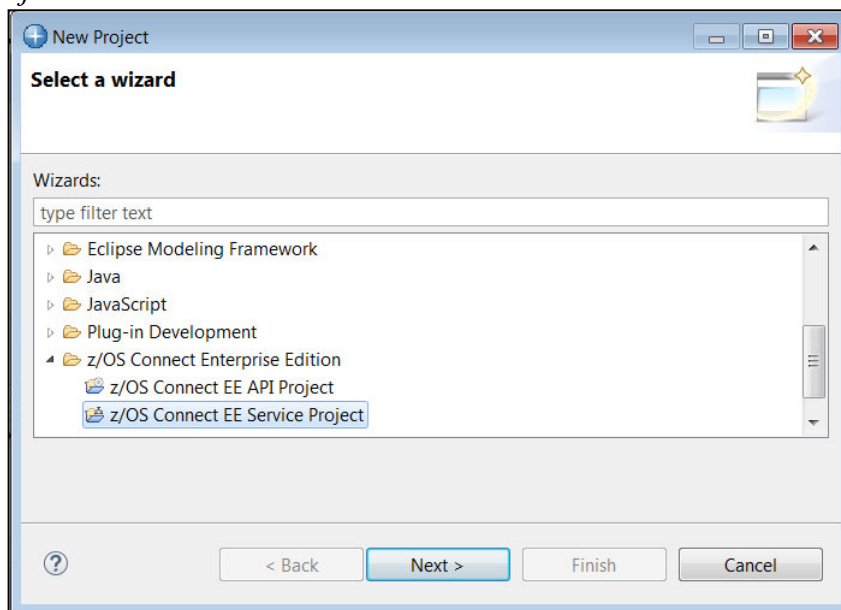 New Project
Select a wizard
Wizards:
type filter text
Eclipse Modeling Framework
Java
JavaScript
Plug-in Development
z/OS Connect Enterprise Edition
z/OS Connect EE API Project
z/OS Connect EE Service Project
?
< Back Next > Finish Cancel